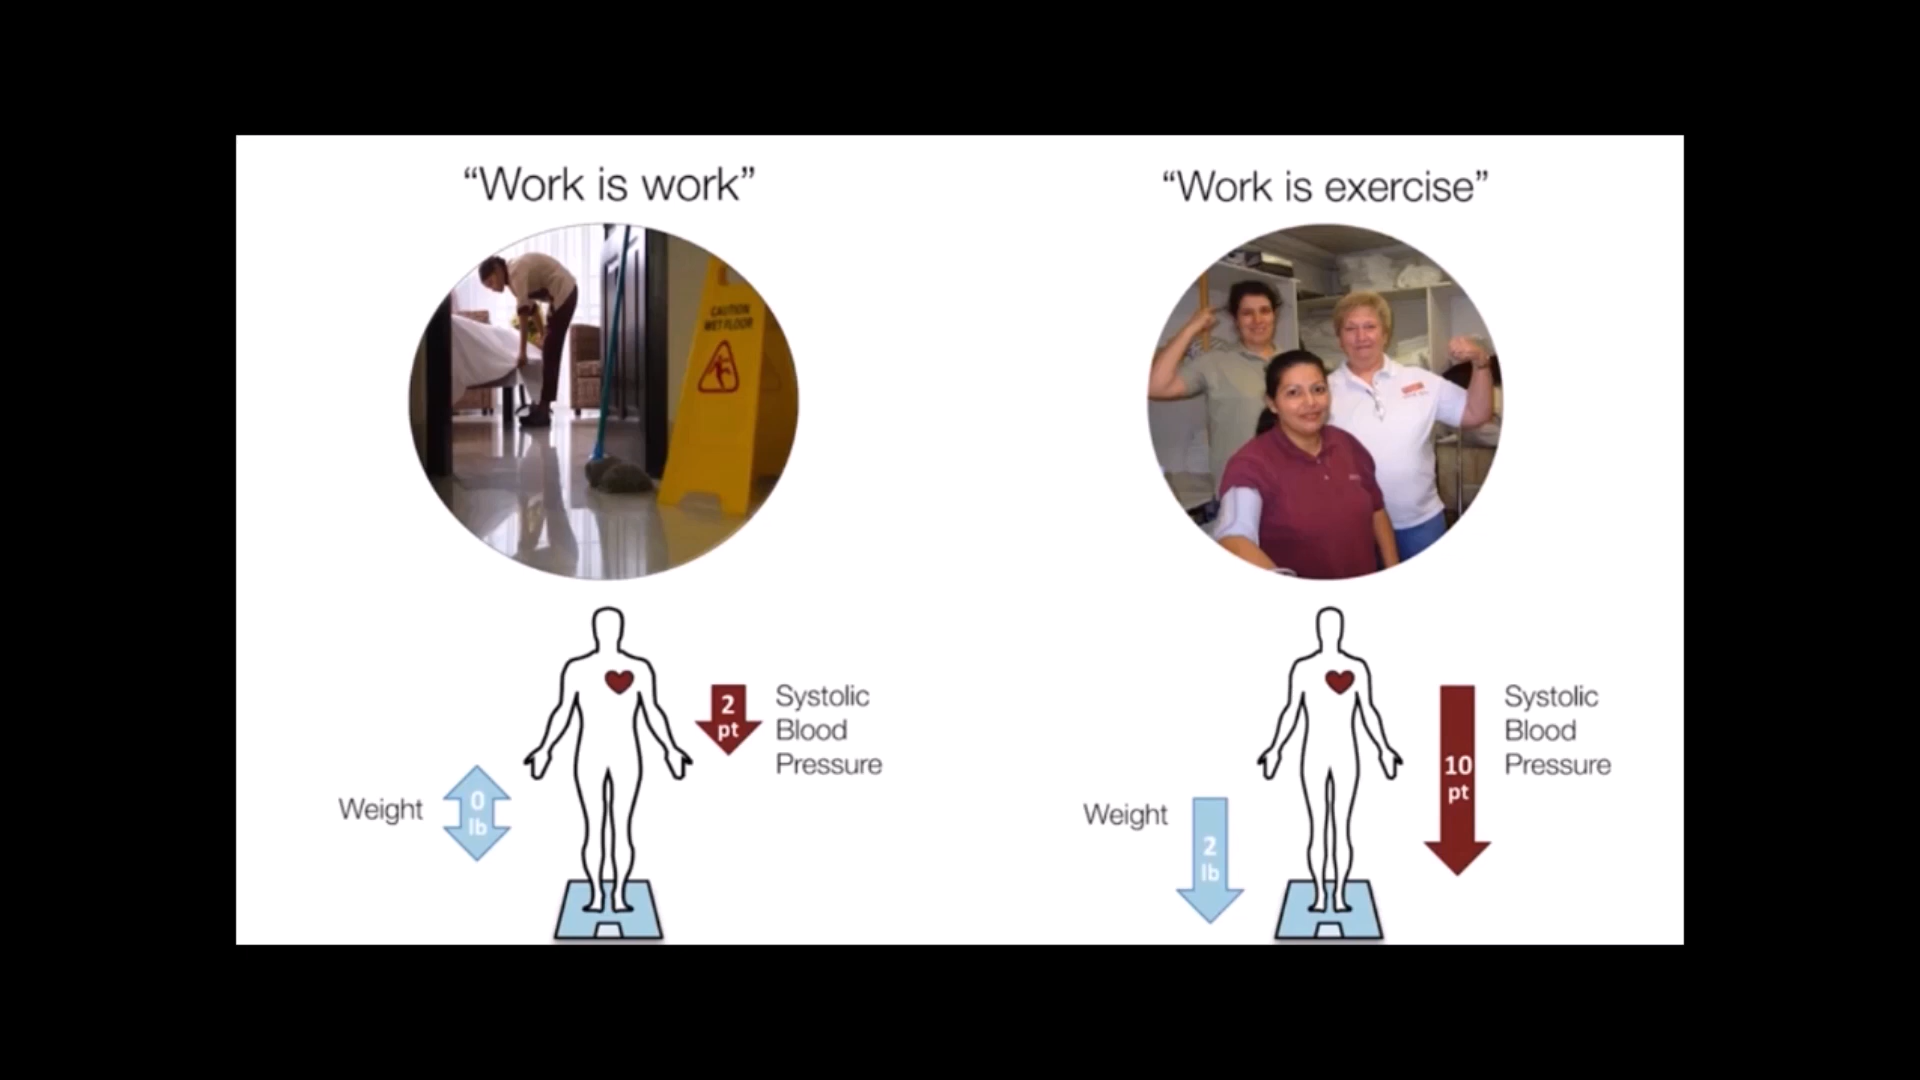 “Work is work”
“Work is exercise”
CAUTION
WET FLOOR
2
pt
Systolic
Blood
Pressure
Weight
0
lb
10
pt
Systolic
Blood
Pressure
Weight
2
lb